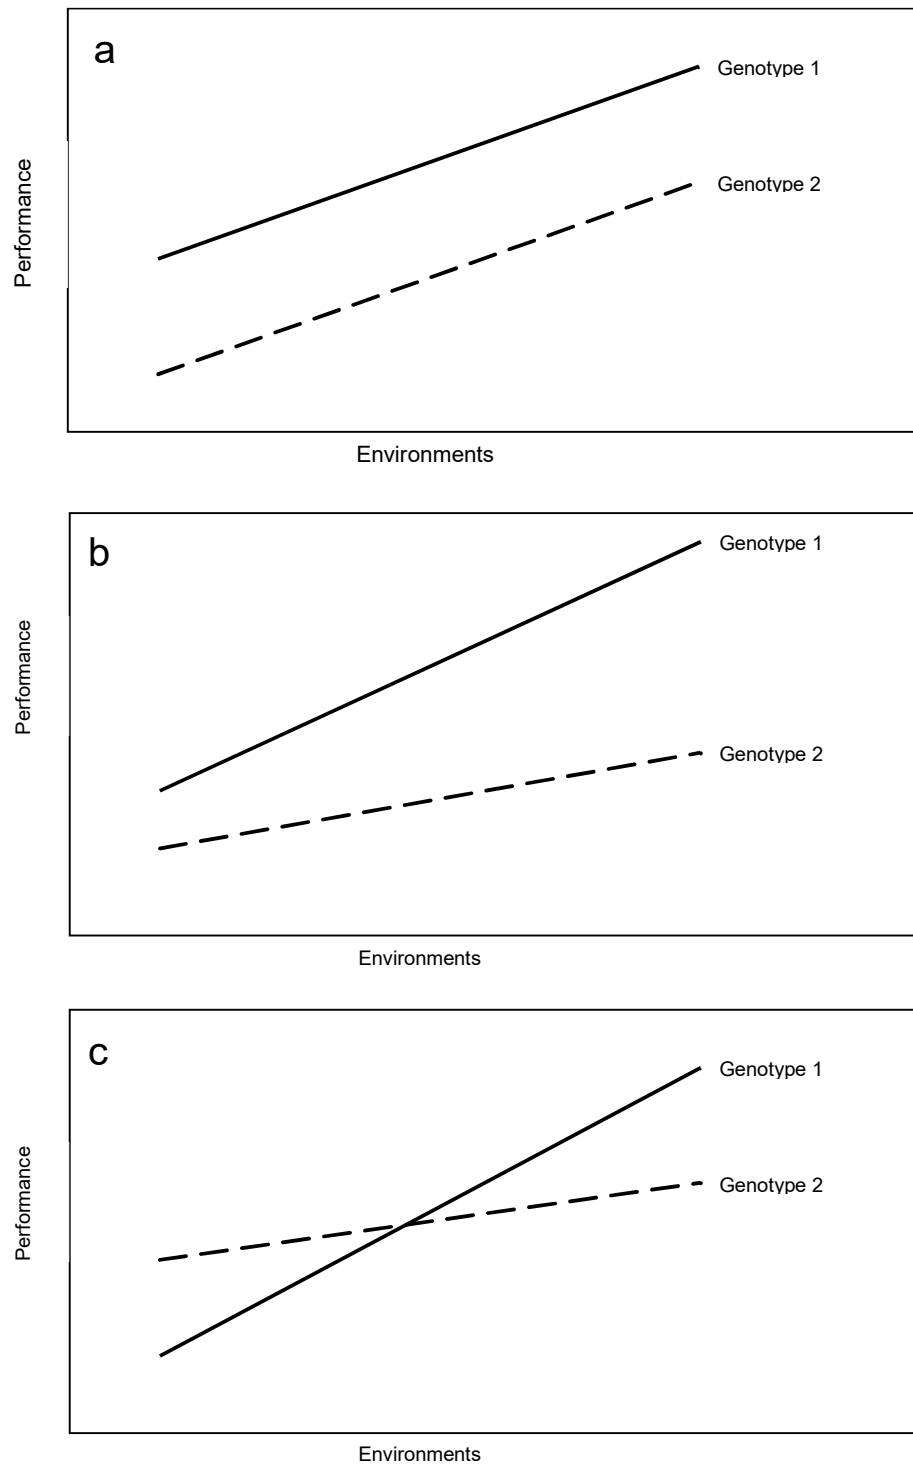 a
Genotype 1
Genotype 2
Performance
Environments
b
Genotype 1
Genotype 2
Performance
Environments
c
Genotype 1
Genotype 2
Performance
Environments